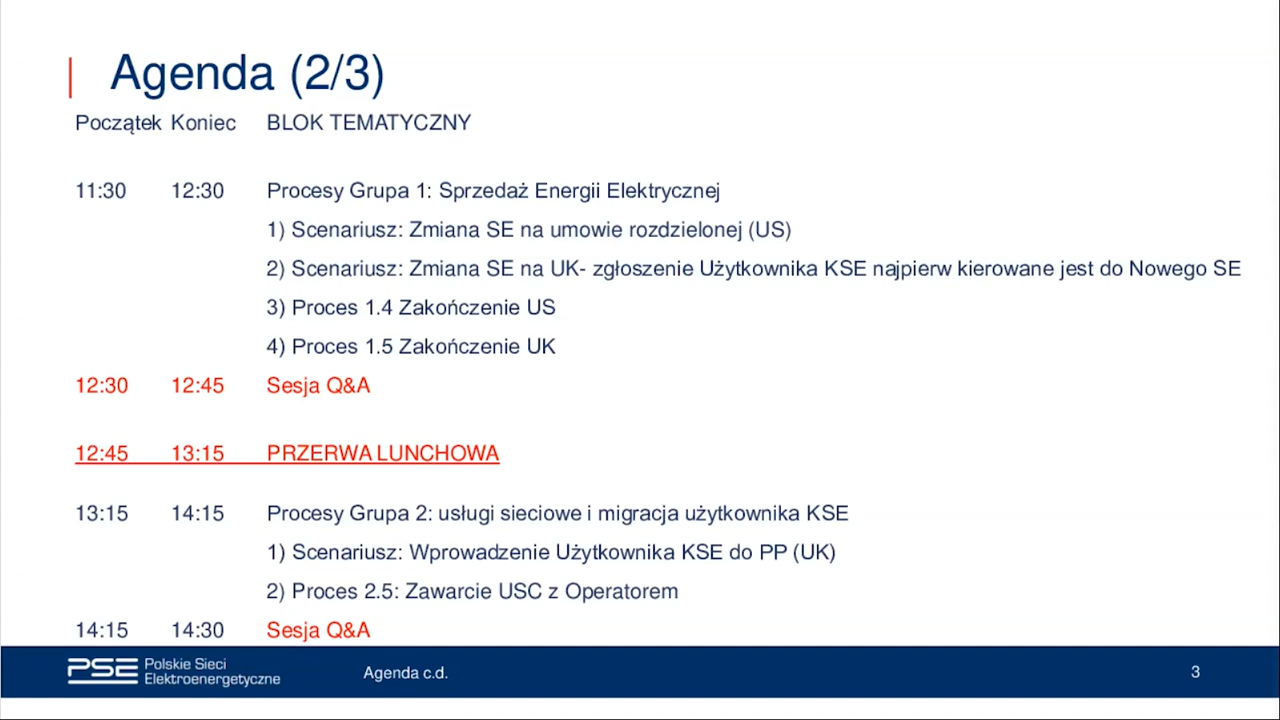 Agenda (2/3)
Początek Koniec BLOK TEMATYCZNY
11:30 12:30 Procesy Grupa 1: Sprzedaż Energii Elektrycznej
1) Scenariusz: Zmiana SE na umowie rozdzielonej (US)
2) Scenariusz: Zmiana SE na UK- zgłoszenie Użytkownika KSE najpierw kierowane jest do Nowego SE
3) Proces 1.4 Zakończenie US
4) Proces 1.5 Zakończenie UK
12:30 12:45 Sesja Q&A
12:45 13:15 PRZERWA LUNCHOWA
13:15 14:15 Procesy Grupa 2: usługi sieciowe i migracja użytkownika KSE
1) Scenariusz: Wprowadzenie Użytkownika KSE do PP (UK)
2) Proces 2.5: Zawarcie USC z Operatorem
14:15 14:30 Sesja Q&A
PSE Polskie Sieci
Elektroenergetyczne
Agenda c.d.
3